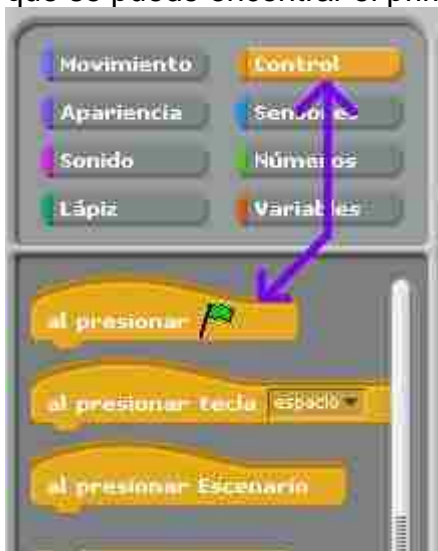 que se puede encontrar el prim
Movimiento Control
Apariencia Sensores
Sonido Números
Lápiz Variables
al presionar
al presionar tecla espacio
al presionar Escenario